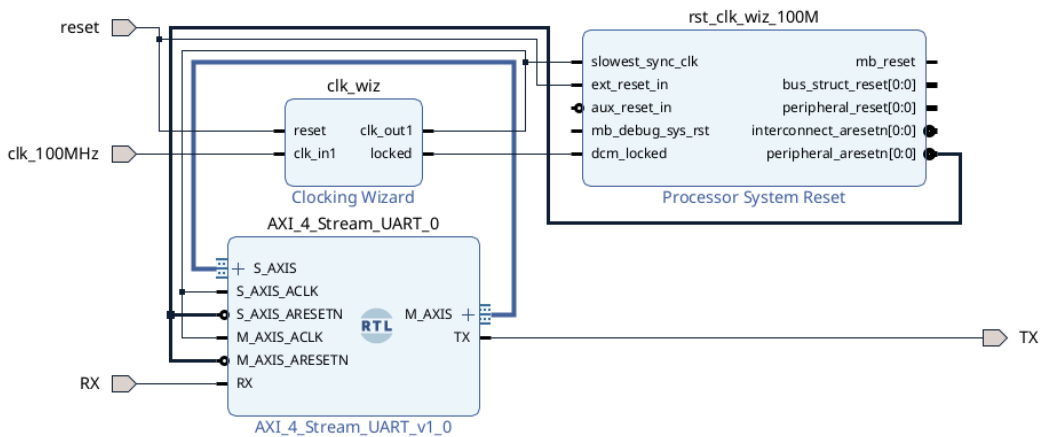 reset
clk_100MHz
clk_wiz
reset
clk_in1
clk_out1
locked
Clocking Wizard
rst_clk_wiz_100M
slowest_sync_clk
ext_reset_in
aux_reset_in
mb_debug_sys_rst
dcm_locked
mb_reset
bus_struct_reset[0:0]
peripheral_reset[0:0]
interconnect_aresetn[0:0]
peripheral_aresetn[0:0]
Processor System Reset
AXI_4_Stream_UART_0
S_AXIS
S_AXIS_ACLK
S_AXIS_ARESETN
M_AXIS_ACLK
M_AXIS_ARESETN
RX
RTL
M_AXIS
TX
AXI_4_Stream_UART_v1_0
RX
TX